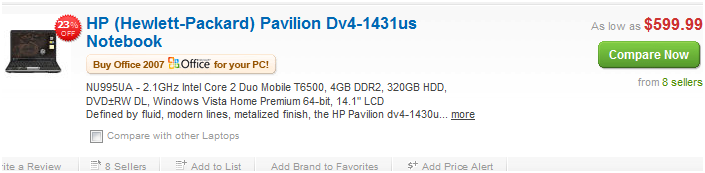 23%
OFF
HP (Hewlett-Packard) Pavilion Dv4-1431us
Notebook
Buy Office 2007 Office for your PC!
NU995UA - 2.1GHz Intel Core 2 Duo Mobile T6500, 4GB DDR2, 320GB HDD,
DVD±RW DL, Windows Vista Home Premium 64-bit, 14.1" LCD
Defined by fluid, modern lines, metalized finish, the HP Pavilion dv4-1430u... more
Compare with other Laptops
As low as $599.99
Compare Now
from 8 sellers
ite a Review
8 Sellers
Add to List
Add Brand to Favorites
$+ Add Price Alert